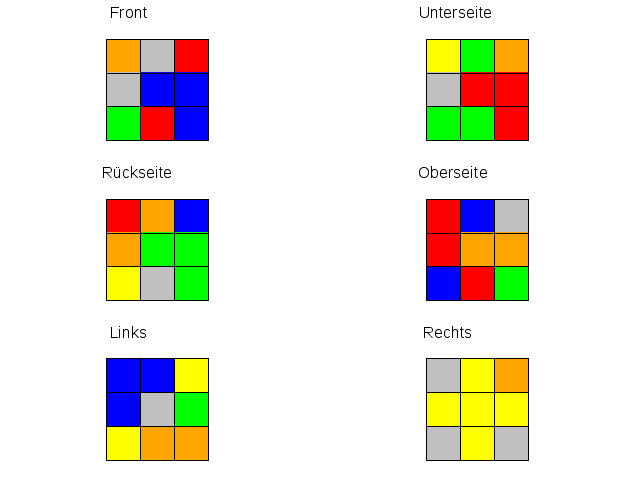 Front
Unterseite
Rückseite
Oberseite
Links
Rechts